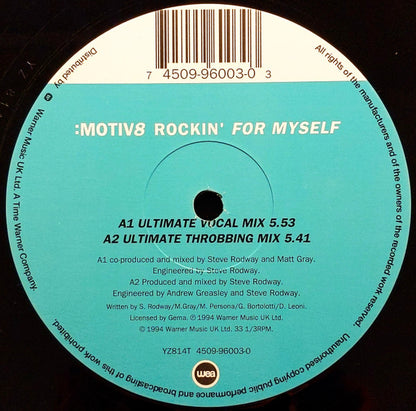 7 4509-96003-0 3
:MOTIV8 ROCKIN' FOR MYSELF
A1 ULTIMATE VOCAL MIX 5.53
A2 ULTIMATE THROBBING MIX 5.41
A1 co-produced and mixed by Steve Rodway and Matt Gray.
Engineered by Steve Rodway.
A2 Produced and mixed by Steve Rodway.
Engineered by Andrew Greasley and Steve Rodway.
Written by S. Rodway/M.Gray/M. Persona/G. Bortolotti/D. Leoni.
Licensed by Gema. ℗ 1994 Warner Music UK Ltd.
© 1994 Warner Music UK Ltd. 33 1/3RPM.
YZ814T 4509-96003-0
wea
All rights of the manufacturers and of the owners of the recorded work reserved.
Unauthorised copying public performance and broadcasting of this work prohibited.
Distributed by Warner Music UK Ltd. A Time Warner Company.